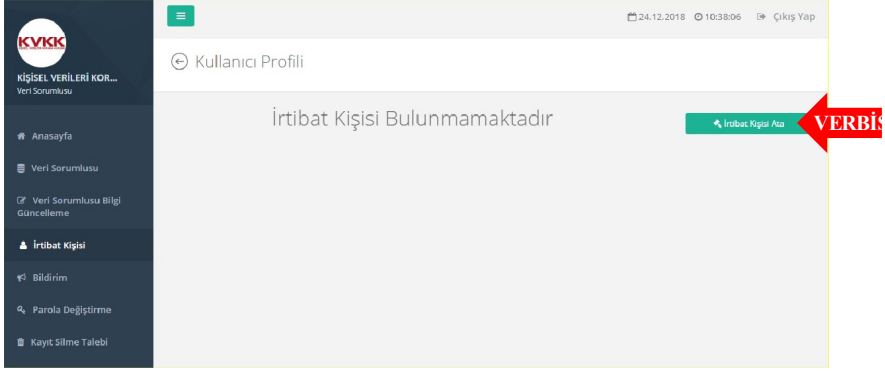 24.12.2018 10:38:06 Çıkış Yap
KVKK
KİŞİSEL VERİLERİ KOR...
Veri Sorumlusu
Kullanıcı Profili
İrtibat Kişisi Bulunmamaktadır
İrtibat Kişisi Ata
VERBİS
Anasayfa
Veri Sorumlusu
Veri Sorumlusu Bilgi
Güncelleme
İrtibat Kişisi
Bildirim
Parola Değiştirme
Kayıt Silme Talebi